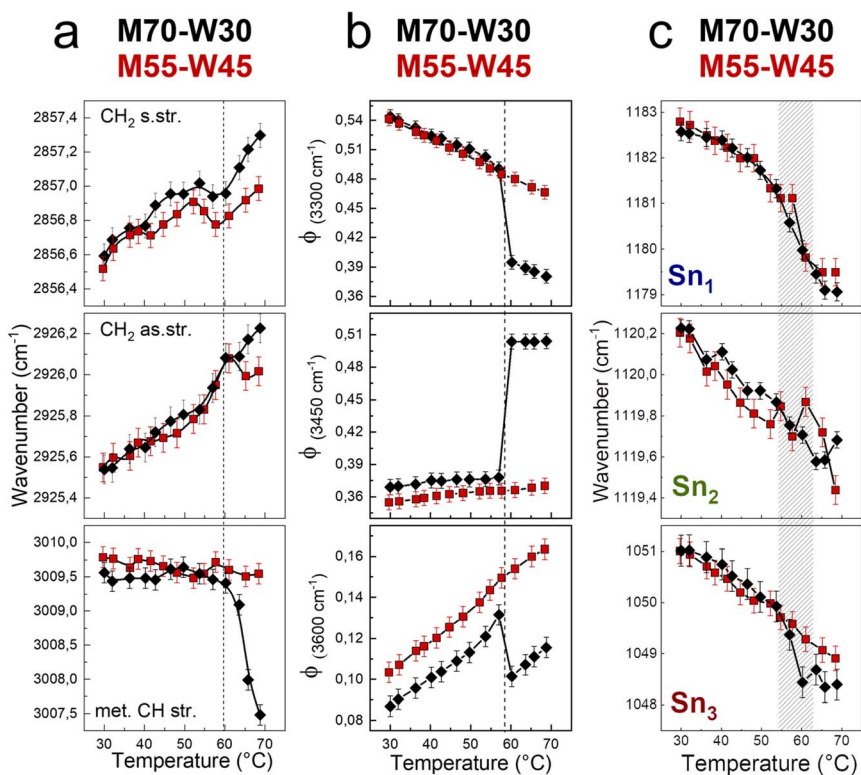 a
M70-W30
M55-W45
b
M70-W30
M55-W45
c
M70-W30
M55-W45
Wavenumber (cm⁻¹)
CH₂ s.str.
2857,4
2857,2
2857,0
2856,8
2856,6
2856,4
CH₂ as.str.
2926,2
2926,0
2925,8
2925,6
2925,4
met. CH str.
3010,0
3009,5
3009,0
3008,5
3008,0
3007,5
30 40 50 60 70
Temperature (°C)
ϕ (3300 cm⁻¹)
0,54
0,51
0,48
0,45
0,42
0,39
0,36
ϕ (3450 cm⁻¹)
0,51
0,48
0,45
0,42
0,39
0,36
ϕ (3600 cm⁻¹)
0,16
0,14
0,12
0,10
0,08
30 40 50 60 70
Temperature (°C)
Wavenumber (cm⁻¹)
1183
1182
1181
1180
1179
Sn₁
1120,2
1120,0
1119,8
1119,6
1119,4
Sn₂
1051
1050
1049
1048
Sn₃
30 40 50 60 70
Temperature (°C)